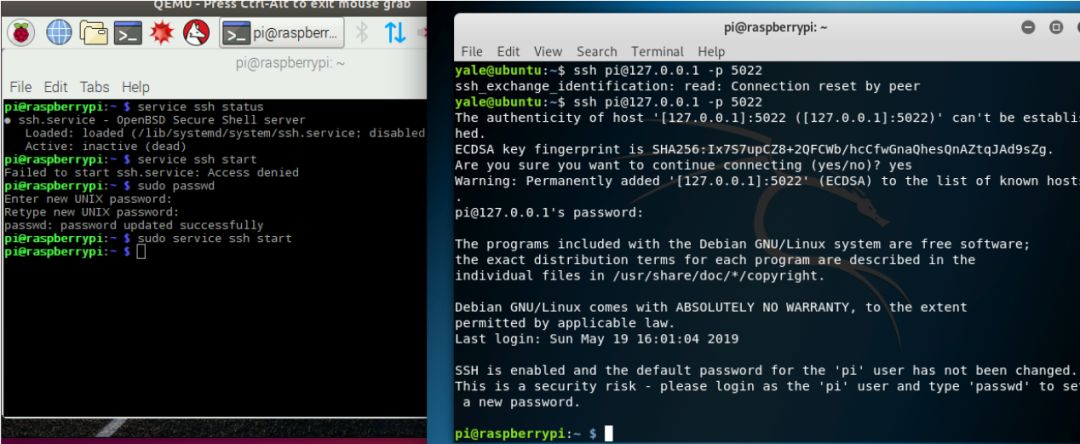 QEMU - Press Ctrl-Alt to exit mouse grab
pi@raspberr...
pi@raspberrypi: ~
File Edit Tabs Help
pi@raspberrypi:~ $ service ssh status
● ssh.service - OpenBSD Secure Shell server
Loaded: loaded (/lib/systemd/system/ssh.service; disabled
Active: inactive (dead)
pi@raspberrypi:~ $ service ssh start
Failed to start ssh.service: Access denied
pi@raspberrypi:~ $ sudo passwd
Enter new UNIX password:
Retype new UNIX password:
passwd: password updated successfully
pi@raspberrypi:~ $ sudo service ssh start
pi@raspberrypi:~ $
pi@raspberrypi: ~
File Edit View Search Terminal Help
yale@ubuntu:~$ ssh pi@127.0.0.1 -p 5022
ssh_exchange_identification: read: Connection reset by peer
yale@ubuntu:~$ ssh pi@127.0.0.1 -p 5022
The authenticity of host '[127.0.0.1]:5022 ([127.0.0.1]:5022)' can't be establis
hed.
ECDSA key fingerprint is SHA256:Ix7S7upCZ8+2QFCWb/hcCfwGnaQhesQnAZtqJAd9sZg.
Are you sure you want to continue connecting (yes/no)? yes
Warning: Permanently added '[127.0.0.1]:5022' (ECDSA) to the list of known hosts
.
pi@127.0.0.1's password:
The programs included with the Debian GNU/Linux system are free software;
the exact distribution terms for each program are described in the
individual files in /usr/share/doc/*/copyright.
Debian GNU/Linux comes with ABSOLUTELY NO WARRANTY, to the extent
permitted by applicable law.
Last login: Sun May 19 16:01:04 2019
SSH is enabled and the default password for the 'pi' user has not been changed.
This is a security risk - please login as the 'pi' user and type 'passwd' to set
a new password.
pi@raspberrypi:~ $